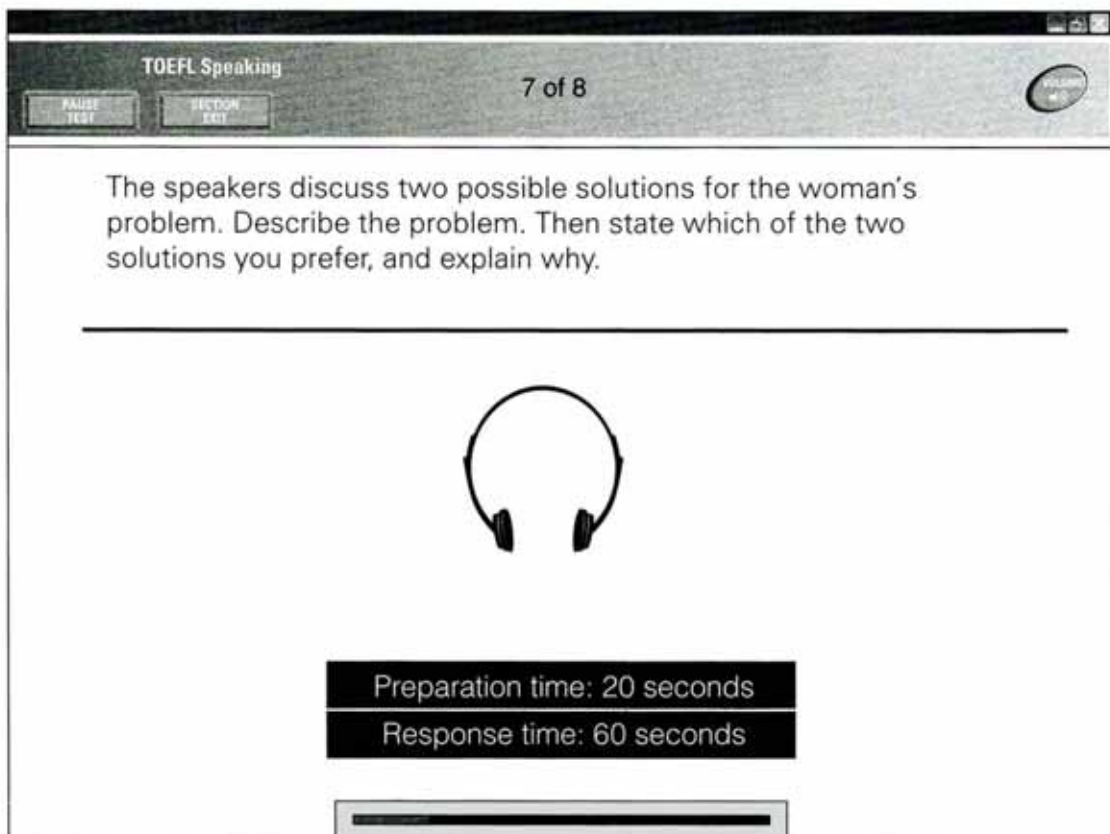 TOEFL Speaking
7 of 8
PAUSE
TEST
SECTION
EXIT
VOLUME
The speakers discuss two possible solutions for the woman's
problem. Describe the problem. Then state which of the two
solutions you prefer, and explain why.
Preparation time: 20 seconds
Response time: 60 seconds